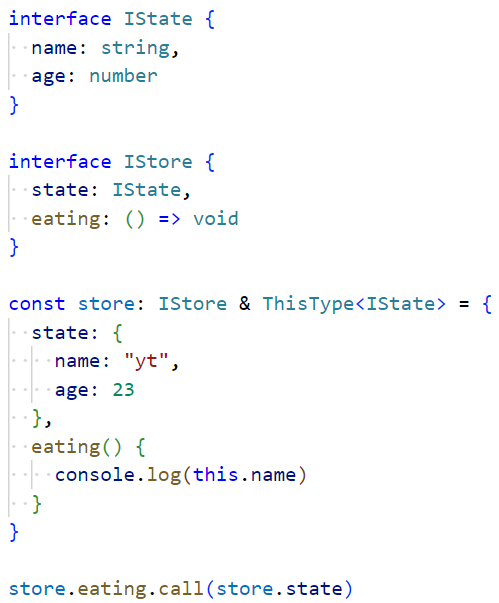 interface IState {
  name: string,
  age: number
}

interface IStore {
  state: IState,
  eating: () => void
}

const store: IStore & ThisType<IState> = {
  state: {
    name: "yt",
    age: 23
  },
  eating() {
    console.log(this.name)
  }
}

store.eating.call(store.state)